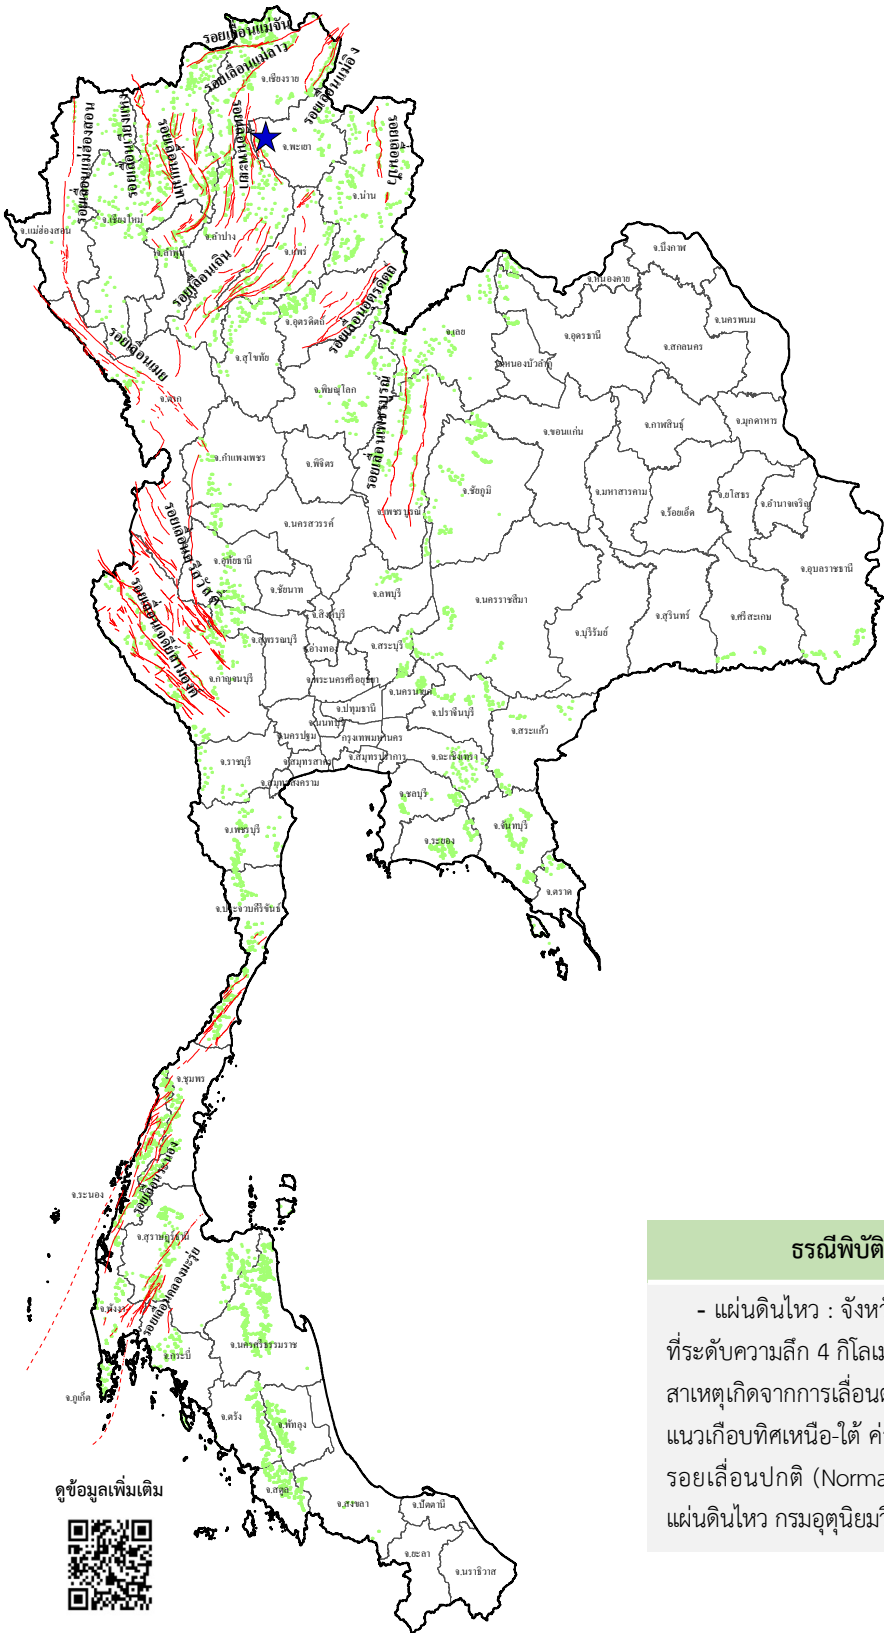 รอยเลื่อนแม่จัน
รอยเลื่อนแม่ลาว
จ.เชียงราย
รอยเลื่อนแม่อิง
รอยเลื่อนแม่ฮ่องสอน
รอยเลื่อนแม่ทา
รอยเลื่อนพะเยา
จ.พะเยา
รอยเลื่อนปัว
จ.น่าน
จ.แม่ฮ่องสอน
จ.เชียงใหม่
จ.ลำพูน
จ.ลำปาง
จ.แพร่
รอยเลื่อนเถิน
จ.อุตรดิตถ์
รอยเลื่อนอุตรดิตถ์
จ.บึงกาฬ
จ.หนองคาย
จ.นครพนม
จ.เลย
จ.อุดรธานี
จ.สกลนคร
รอยเลื่อนเมย
จ.สุโขทัย
จ.หนองบัวลำภู
จ.ตาก
จ.พิษณุโลก
รอยเลื่อนเพชรบูรณ์
จ.ขอนแก่น
จ.กาฬสินธุ์
จ.มุกดาหาร
จ.กำแพงเพชร
จ.พิจิตร
จ.ชัยภูมิ
จ.มหาสารคาม
จ.ยโสธร
จ.อำนาจเจริญ
จ.เพชรบูรณ์
จ.ร้อยเอ็ด
รอยเลื่อนศรีสวัสดิ์
จ.นครสวรรค์
จ.อุทัยธานี
จ.อุบลราชธานี
จ.ชัยนาท
จ.ลพบุรี
จ.นครราชสีมา
รอยเลื่อนเจดีย์สามองค์
จ.สิงห์บุรี
จ.บุรีรัมย์
จ.สุรินทร์
จ.ศรีสะเกษ
จ.สุพรรณบุรี
จ.อ่างทอง
จ.สระบุรี
จ.กาญจนบุรี
จ.พระนครศรีอยุธยา
จ.นครนายก
จ.ปทุมธานี
จ.ปราจีนบุรี
จ.นนทบุรี
จ.สระแก้ว
จ.นครปฐม
กรุงเทพมหานคร
จ.ราชบุรี
จ.สมุทรสาคร
จ.สมุทรปราการ
จ.ฉะเชิงเทรา
จ.สมุทรสงคราม
จ.ชลบุรี
จ.เพชรบุรี
จ.ระยอง
จ.จันทบุรี
จ.ตราด
จ.ประจวบคีรีขันธ์
จ.ชุมพร
รอยเลื่อนระนอง
จ.ระนอง
จ.สุราษฎร์ธานี
รอยเลื่อนคลองมะรุ่ย
จ.พังงา
จ.กระบี่
จ.นครศรีธรรมราช
จ.ภูเก็ต
จ.ตรัง
จ.พัทลุง
จ.สตูล
จ.สงขลา
จ.ปัตตานี
จ.ยะลา
จ.นราธิวาส
ดูข้อมูลเพิ่มเติม
ธรณีพิบัติ
- แผ่นดินไหว : จังหวั
ที่ระดับความลึก 4 กิโลเม
สาเหตุเกิดจากการเลื่อนต
แนวเกือบทิศเหนือ-ใต้ ค่า
รอยเลื่อนปกติ (Norma
แผ่นดินไหว กรมอุตุนิยมวิ